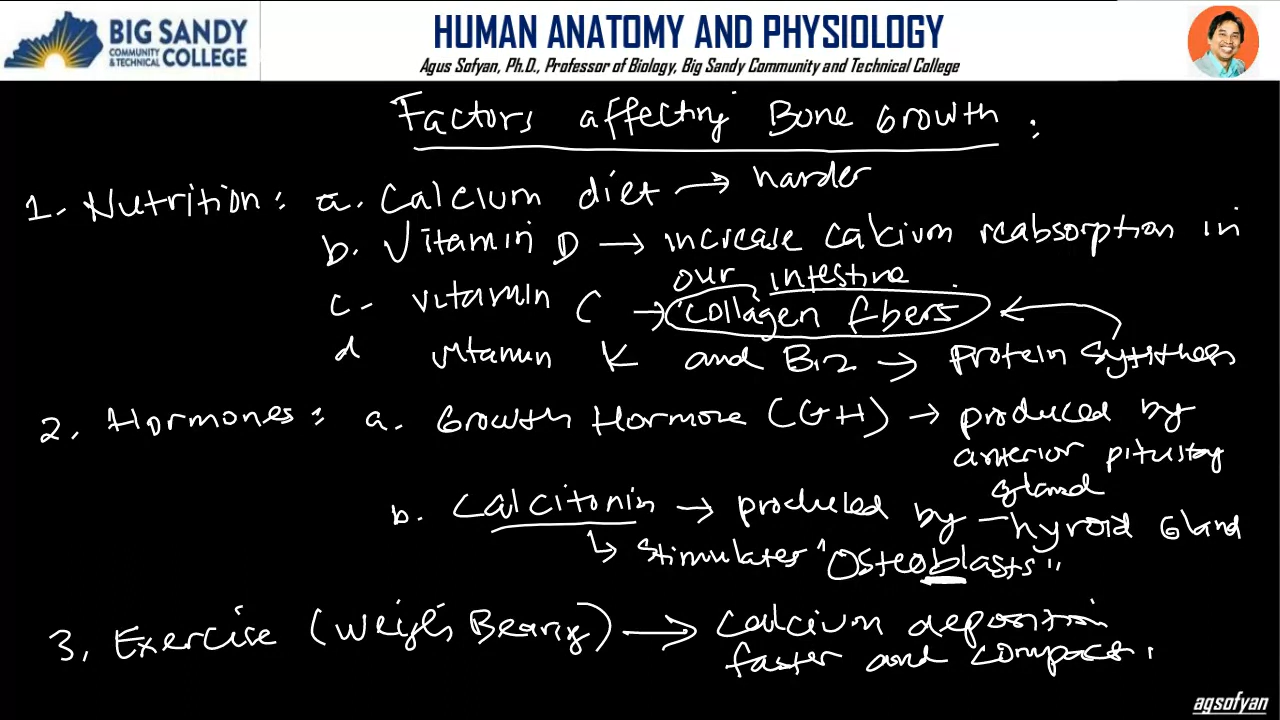 BIG SANDY
COMMUNITY & TECHNICAL COLLEGE
HUMAN ANATOMY AND PHYSIOLOGY
Agus Sofyan, Ph.D., Professor of Biology, Big Sandy Community and Technical College
Factors affecting Bone Growth :
1. Nutrition : a. Calcium diet → harder
b. Vitamin D → increase calcium reabsorption in
our intestine.
c - vitamin C → collagen fibers
d vitamin K and B12 → protein
2. Hormones : a. Growth Hormone (GH) → produced by
anterior pituitary
gland
b. Calcitonin → produced by Thyroid Gland
↳ Stimulates "Osteoblasts"
3. Exercise (Weigh Bearing) → calcium deposition
faster and compact.
agsofyan